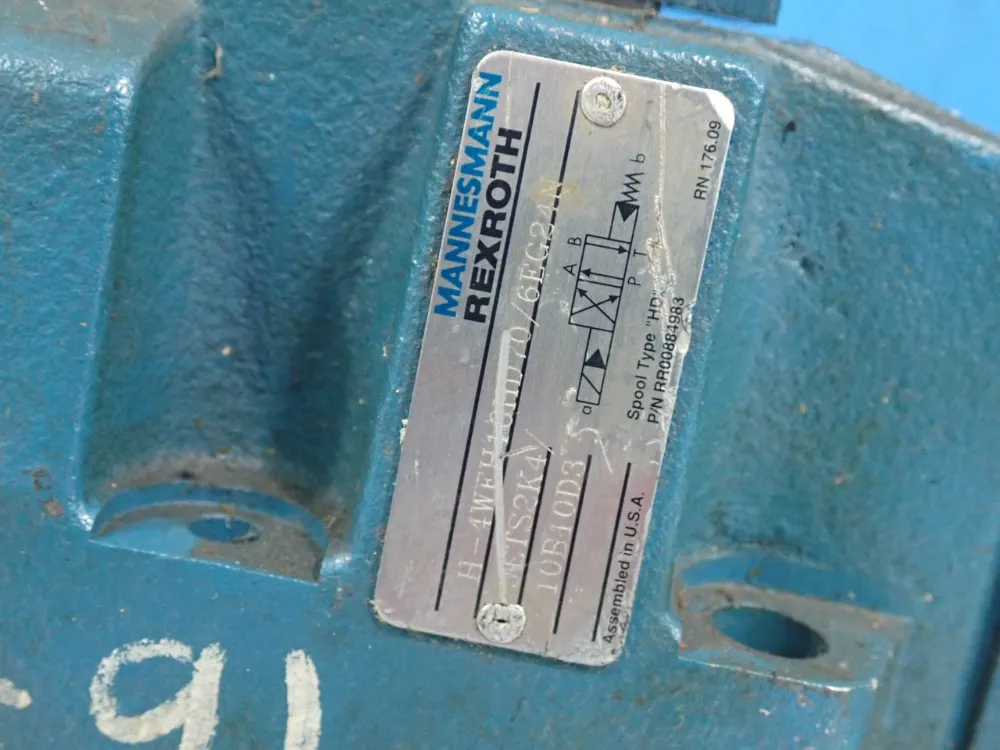 MANNESMANN
REXROTH
10B10D3
A B
a b
P T
Spool Type "HD"
P/N RR00884983
Assembled in U.S.A.
RN 176.09
91